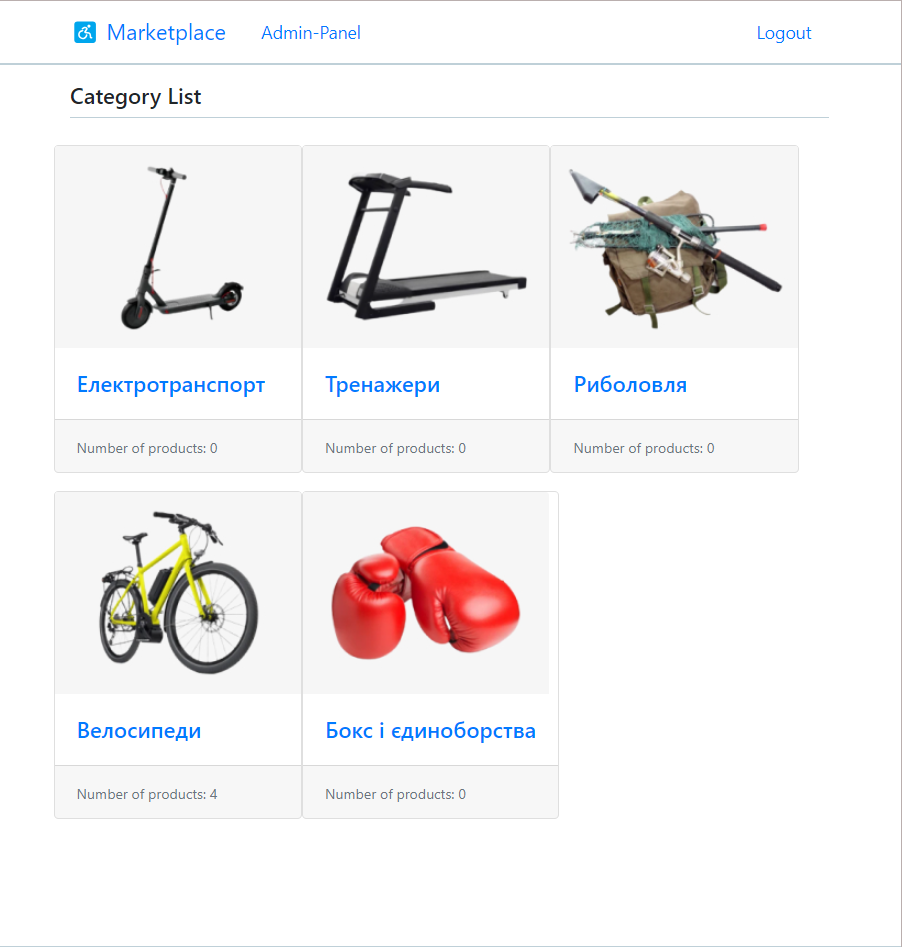 Marketplace
Admin-Panel
Logout
Category List
Електротранспорт
Тренажери
Риболовля
Number of products: 0
Number of products: 0
Number of products: 0
Велосипеди
Бокс і єдиноборства
Number of products: 4
Number of products: 0